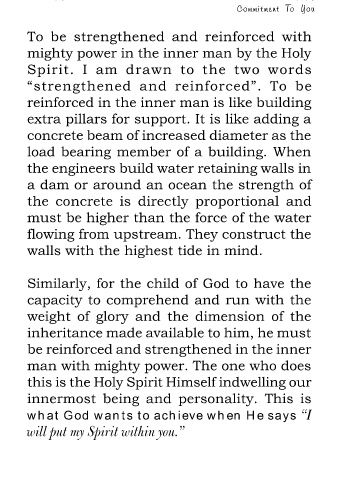 Commitment To You
To be strengthened and reinforced with
mighty power in the inner man by the Holy
Spirit. I am drawn to the two words
“strengthened and reinforced”. To be
reinforced in the inner man is like building
extra pillars for support. It is like adding a
concrete beam of increased diameter as the
load bearing member of a building. When
the engineers build water retaining walls in
a dam or around an ocean the strength of
the concrete is directly proportional and
must be higher than the force of the water
flowing from upstream. They construct the
walls with the highest tide in mind.
Similarly, for the child of God to have the
capacity to comprehend and run with the
weight of glory and the dimension of the
inheritance made available to him, he must
be reinforced and strengthened in the inner
man with mighty power. The one who does
this is the Holy Spirit Himself indwelling our
innermost being and personality. This is
what God wants to achieve when He says “I
will put my Spirit within you.”